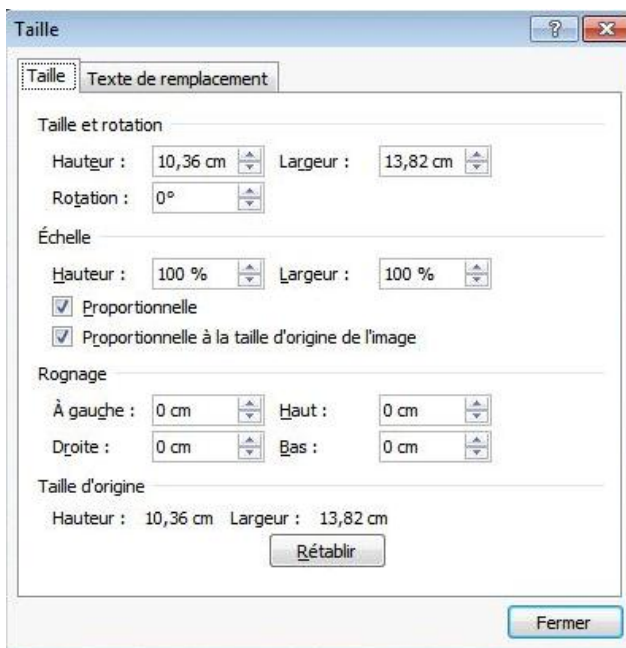 Taille
Taille Texte de remplacement
Taille et rotation
Hauteur : 10,36 cm Largeur : 13,82 cm
Rotation : 0°
Échelle
Hauteur : 100 % Largeur : 100 %
Proportionnelle
Proportionnelle à la taille d'origine de l'image
Rognage
À gauche : 0 cm Haut : 0 cm
Droite : 0 cm Bas : 0 cm
Taille d'origine
Hauteur : 10,36 cm Largeur : 13,82 cm
Rétablir
Fermer